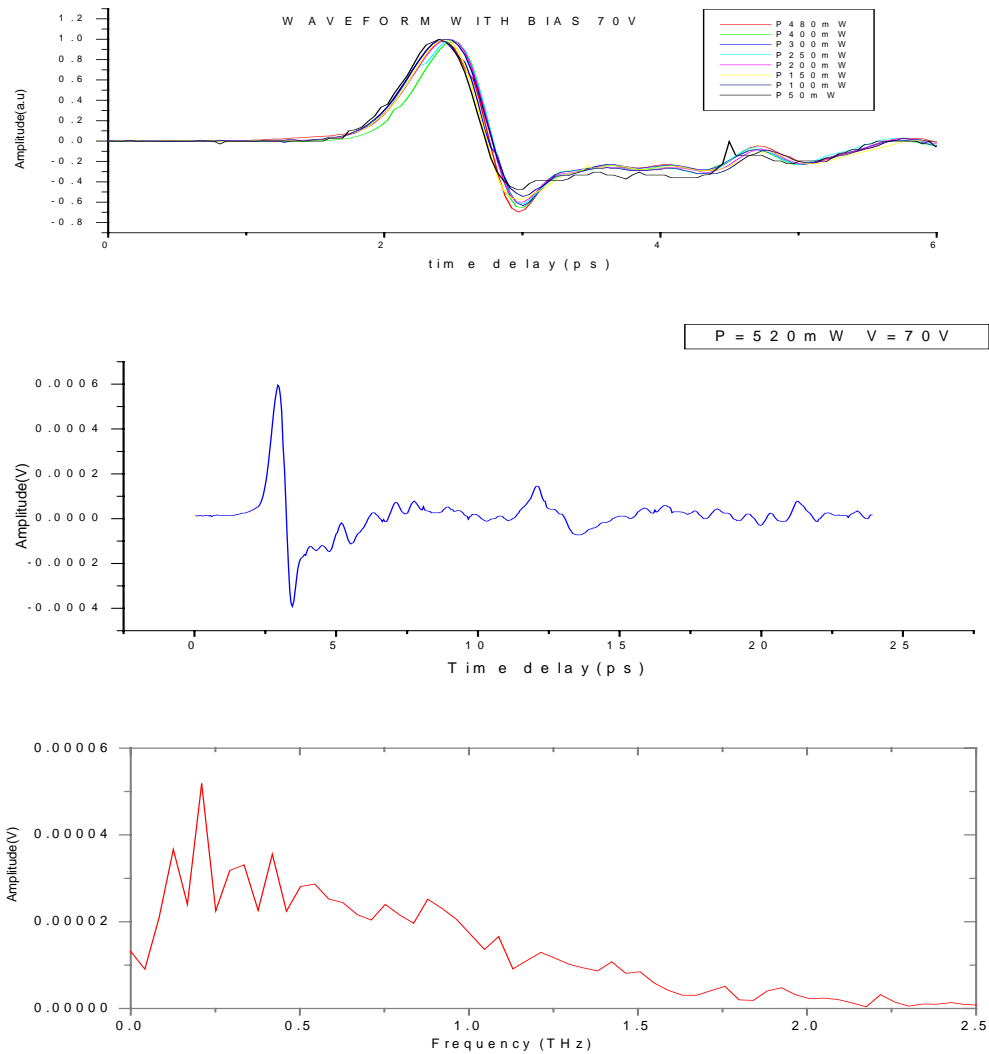 WAVEFORM WITH BIAS 70V
P 480mW
P 400mW
P 300mW
P 250mW
P 200mW
P 150mW
P 100mW
P 50mW
1.2
1.0
0.8
0.6
0.4
0.2
0.0
-0.2
-0.4
-0.6
-0.8
Amplitude(a.u)
0 2 4 6
time delay(ps)
P=520mW V=70V
0.0006
0.0004
0.0002
0.0000
-0.0002
-0.0004
Amplitude(V)
0 5 10 15 20 25
Time delay(ps)
0.00006
0.00004
0.00002
0.00000
Amplitude(V)
0.0 0.5 1.0 1.5 2.0 2.5
Frequency (THz)